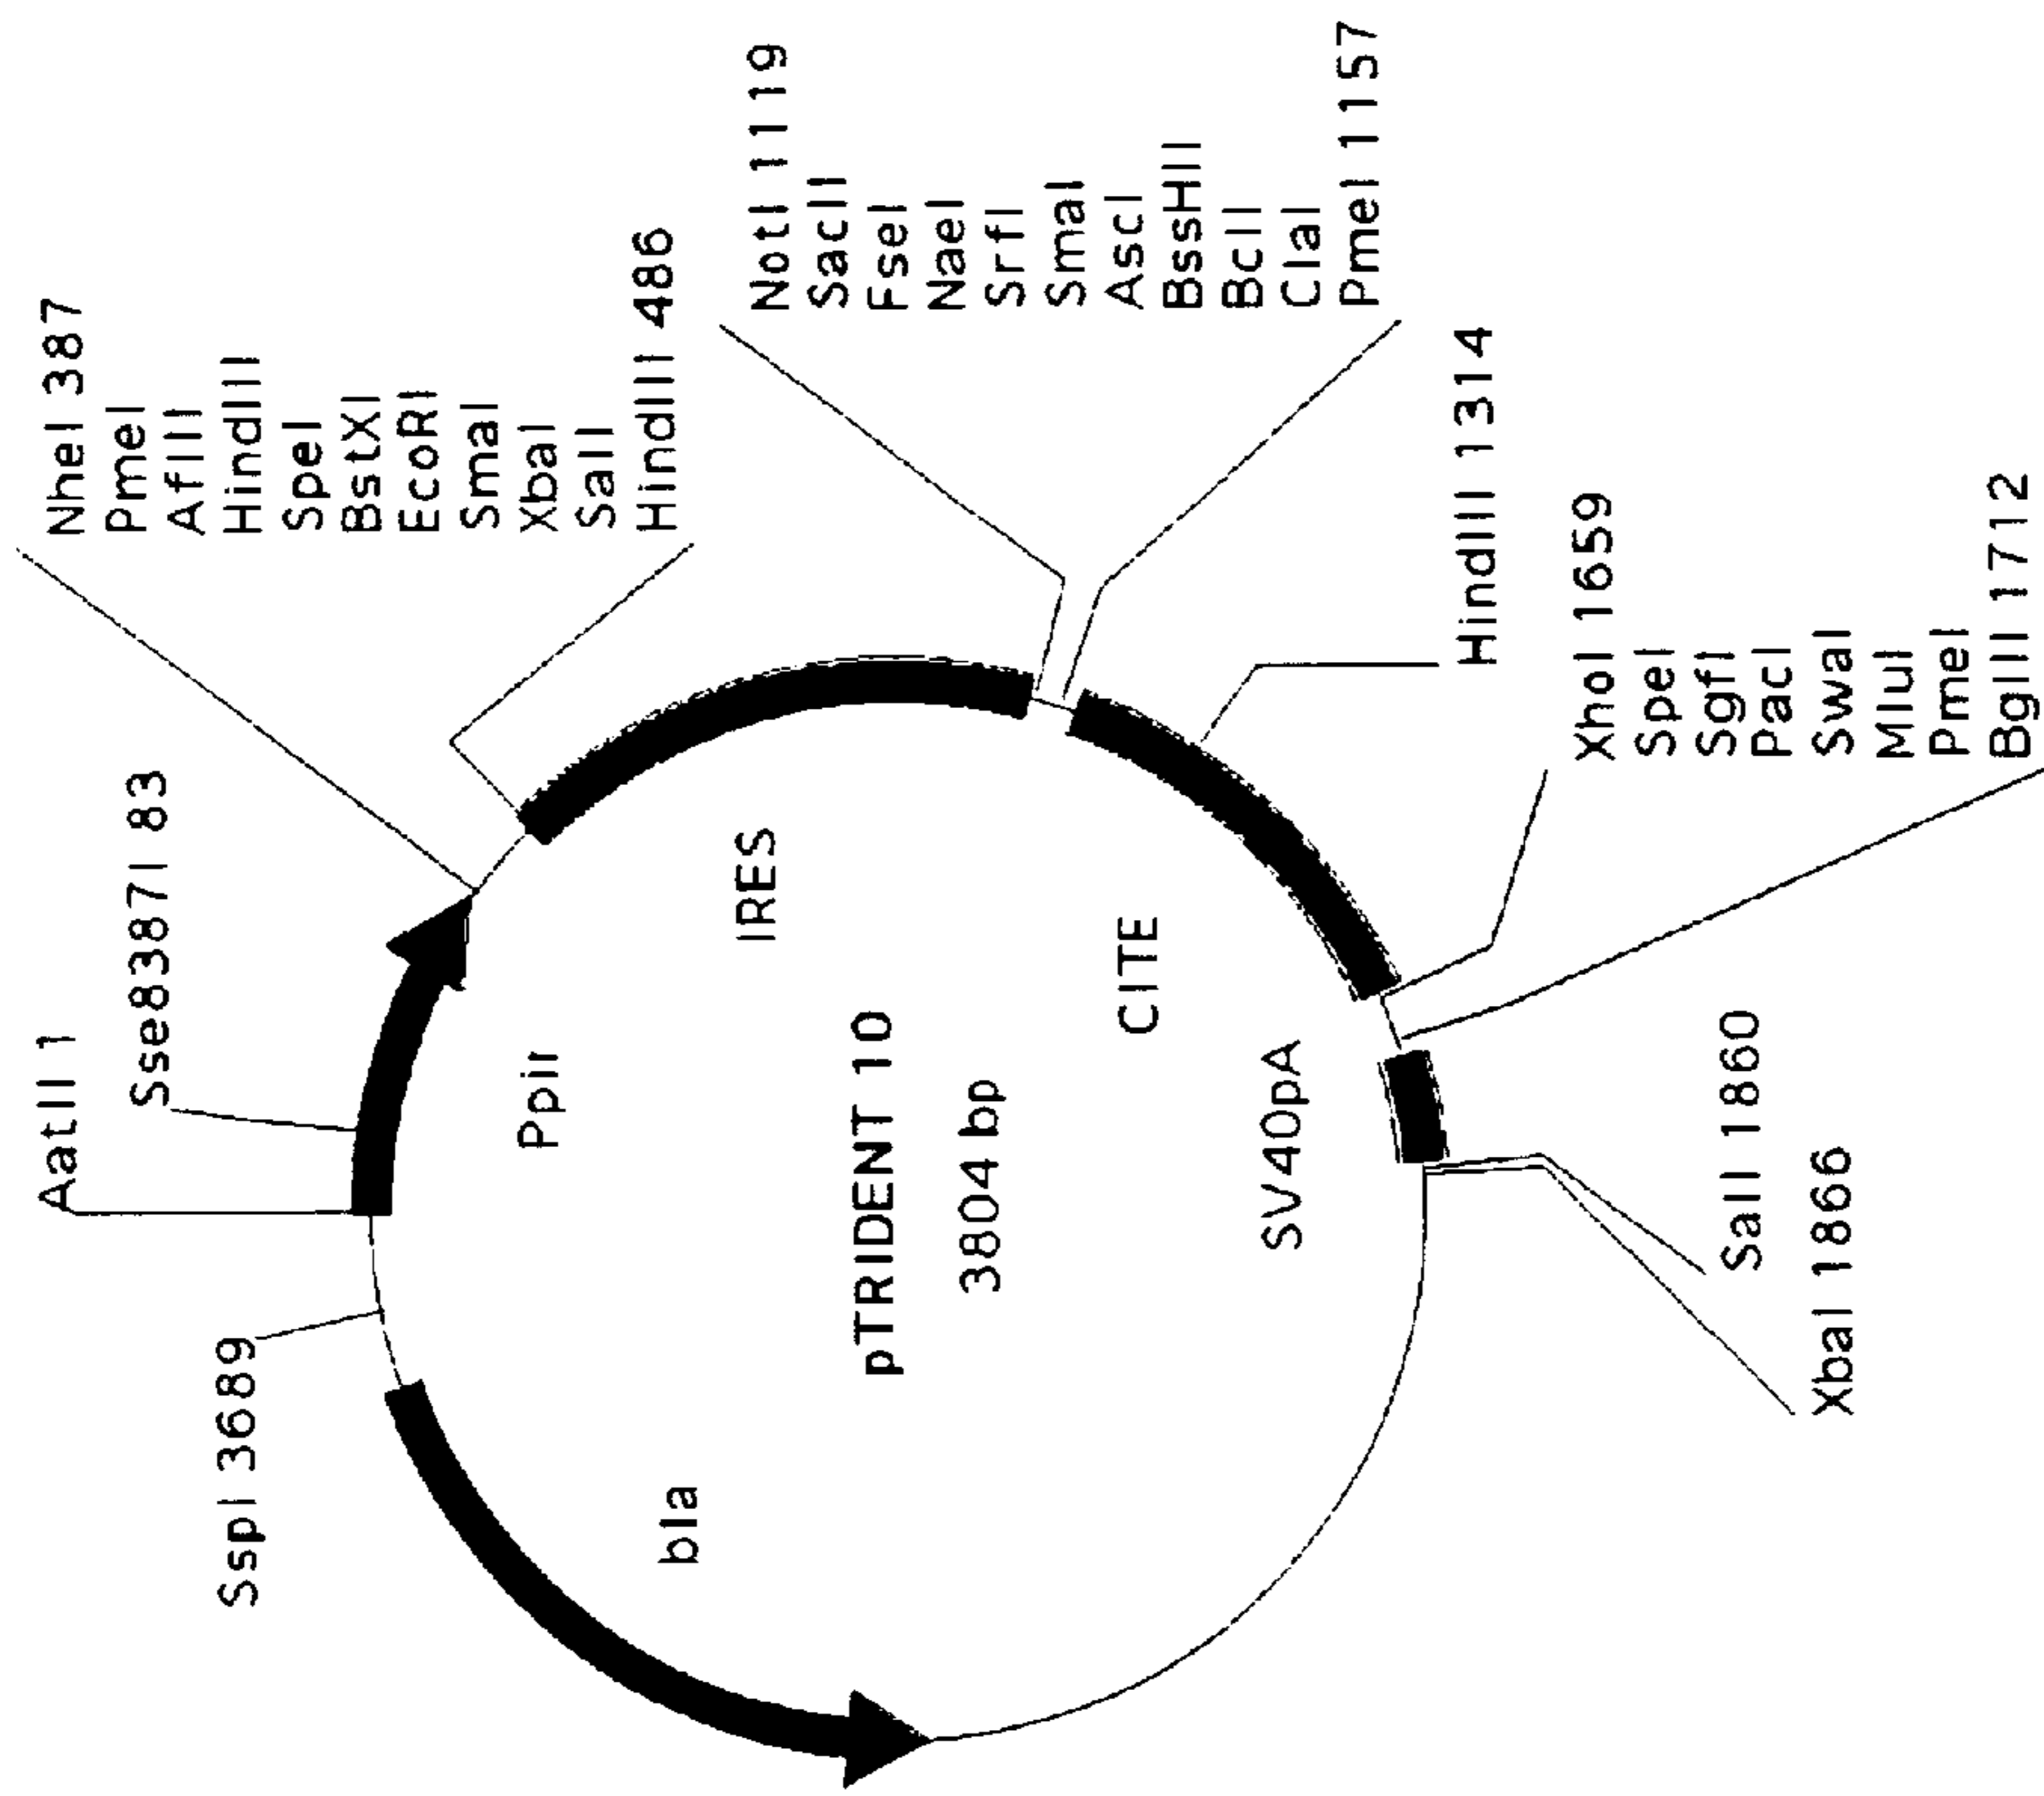 AatII 1
Sse8387I 83
NheI 387
PmeI
AflII
HindIII
SpeI
BstXI
EcoRI
SmaI
XbaI
SalI
HindIII 486
NotI 1119
SacII
FseI
NaeI
SrfI
SmaI
AscI
BssHII
BclI
ClaI
PmeI 1157
HindIII 1314
XhoI 1659
SpeI
SgfI
PacI
SwaI
MluI
PmeI
BglII 1712
SalI 1860
XbaI 1866
SspI 3689
Ppir
IRES
CITE
SV40pA
bla
pTRIDENT 10
3804 bp